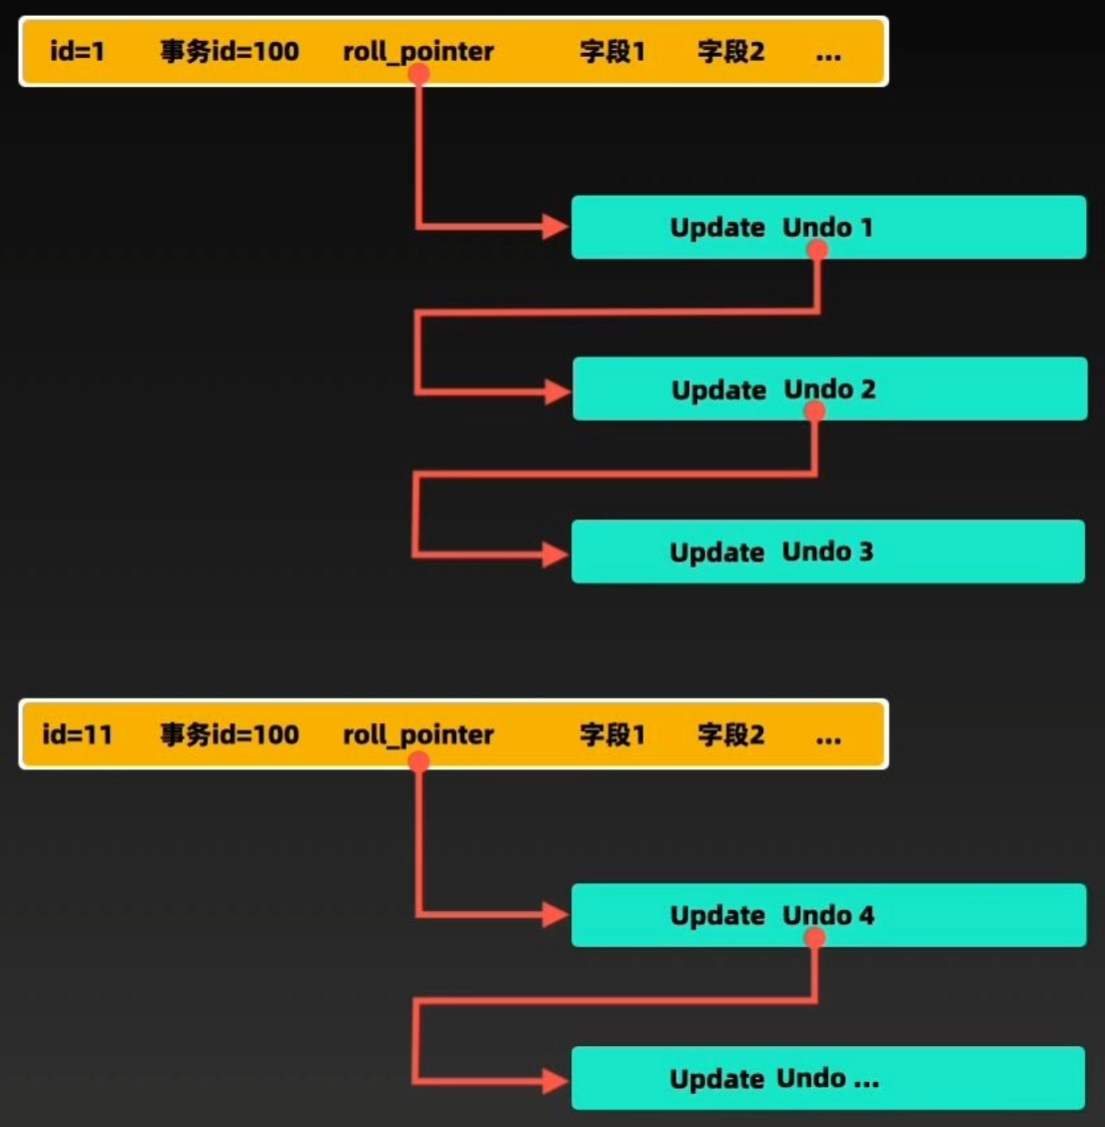 id=1 事务id=100 roll_pointer 字段1 字段2 ...
Update Undo 1
Update Undo 2
Update Undo 3
id=11 事务id=100 roll_pointer 字段1 字段2 ...
Update Undo 4
Update Undo ...